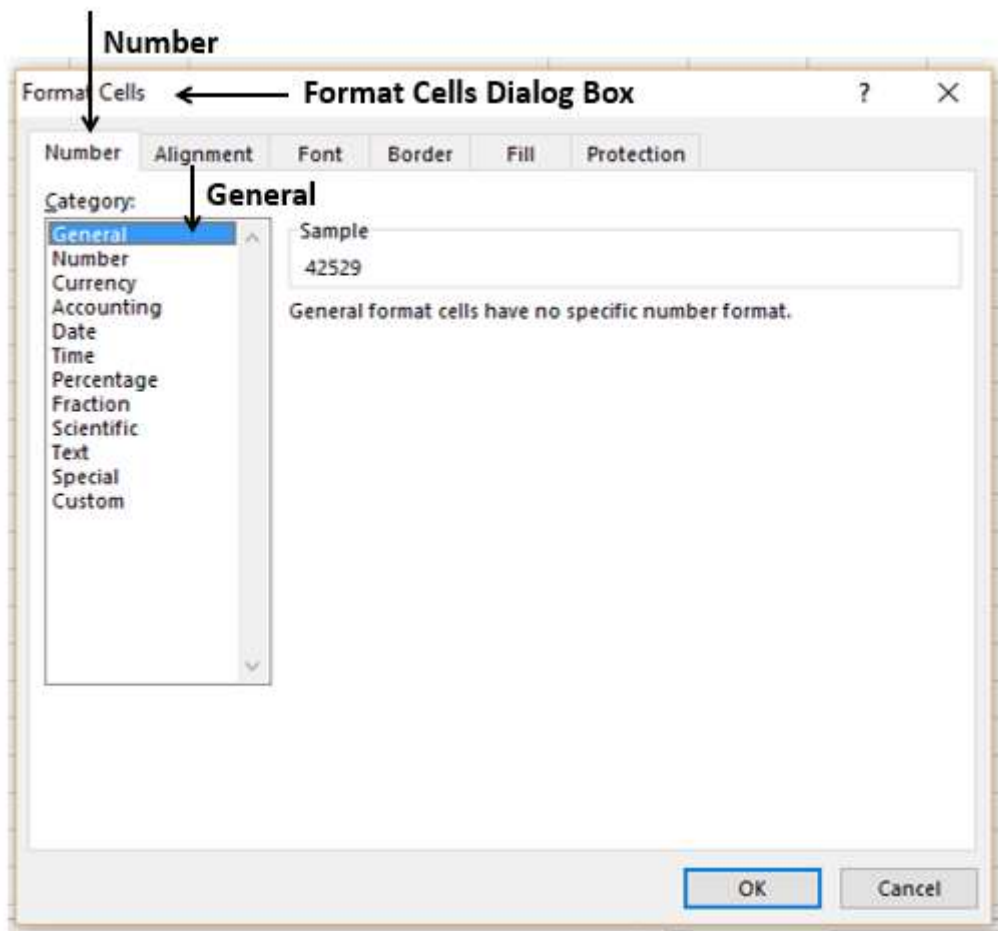 Number
Format Cells
Format Cells Dialog Box
?
Number Alignment Font Border Fill Protection
General
Category:
General
Number
Currency
Accounting
Date
Time
Percentage
Fraction
Scientific
Text
Special
Custom
Sample
42529
General format cells have no specific number format.
OK Cancel